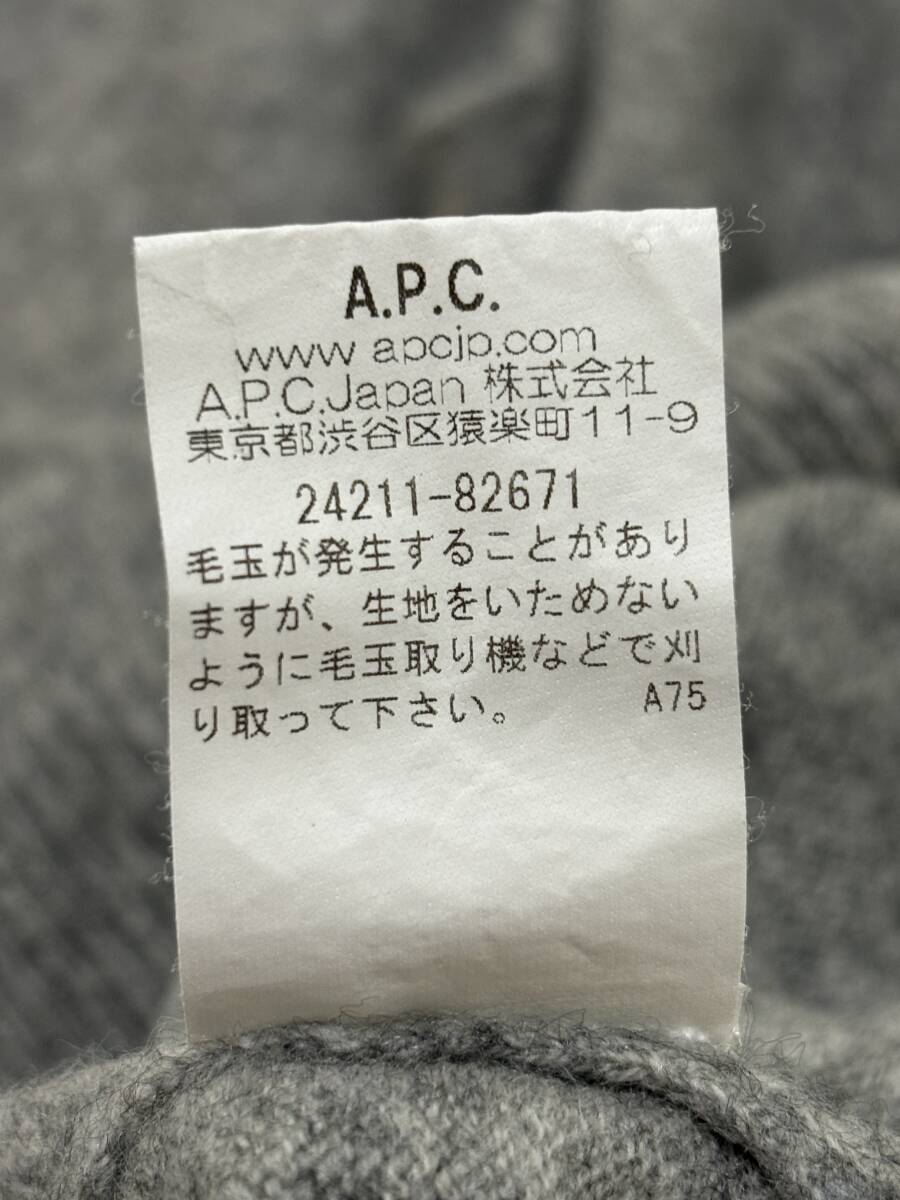 A.P.C.
www apcjp.com
A.P.C.Japan 株式会社
東京都渋谷区猿楽町11-9
24211-82671
毛玉が発生することがあり
ますが、生地をいためない
ように毛玉取り機などで刈
り取って下さい。 A75